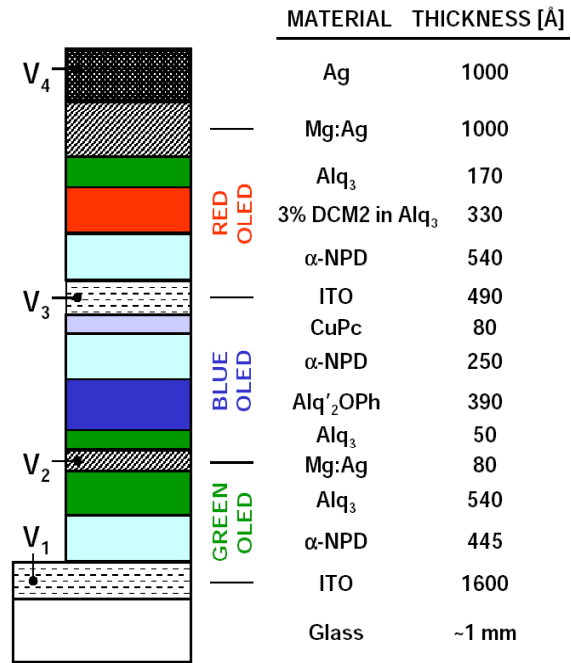 MATERIAL THICKNESS [Å]
V₄
Ag 1000
Mg:Ag 1000
Alq₃ 170
RED OLED
3% DCM2 in Alq₃ 330
α-NPD 540
V₃
ITO 490
CuPc 80
BLUE OLED
α-NPD 250
Alq'₂OPh 390
Alq₃ 50
V₂
Mg:Ag 80
GREEN OLED
Alq₃ 540
V₁
α-NPD 445
ITO 1600
Glass ~1 mm